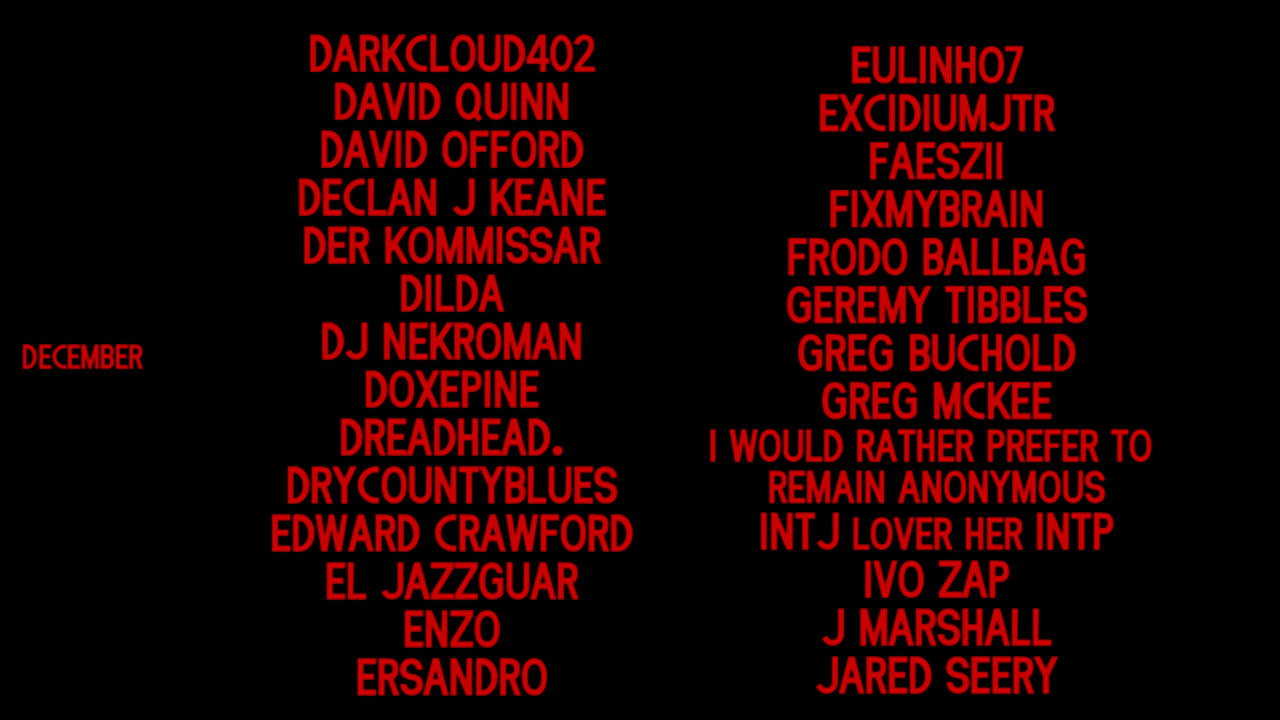 DECEMBER
DARKCLOUD402
DAVID QUINN
DAVID OFFORD
DECLAN J KEANE
DER KOMMISSAR
DILDA
DJ NEKROMAN
DOXEPINE
DREADHEAD.
DRYCOUNTYBLUES
EDWARD CRAWFORD
EL JAZZGUAR
ENZO
ERSANDRO
EULINHO7
EXCIDIUMJTR
FAESZII
FIXMYBRAIN
FRODO BALLBAG
GEREMY TIBBLES
GREG BUCHOLD
GREG MCKEE
I WOULD RATHER PREFER TO
REMAIN ANONYMOUS
INTJ LOVER HER INTP
IVO ZAP
J MARSHALL
JARED SEERY